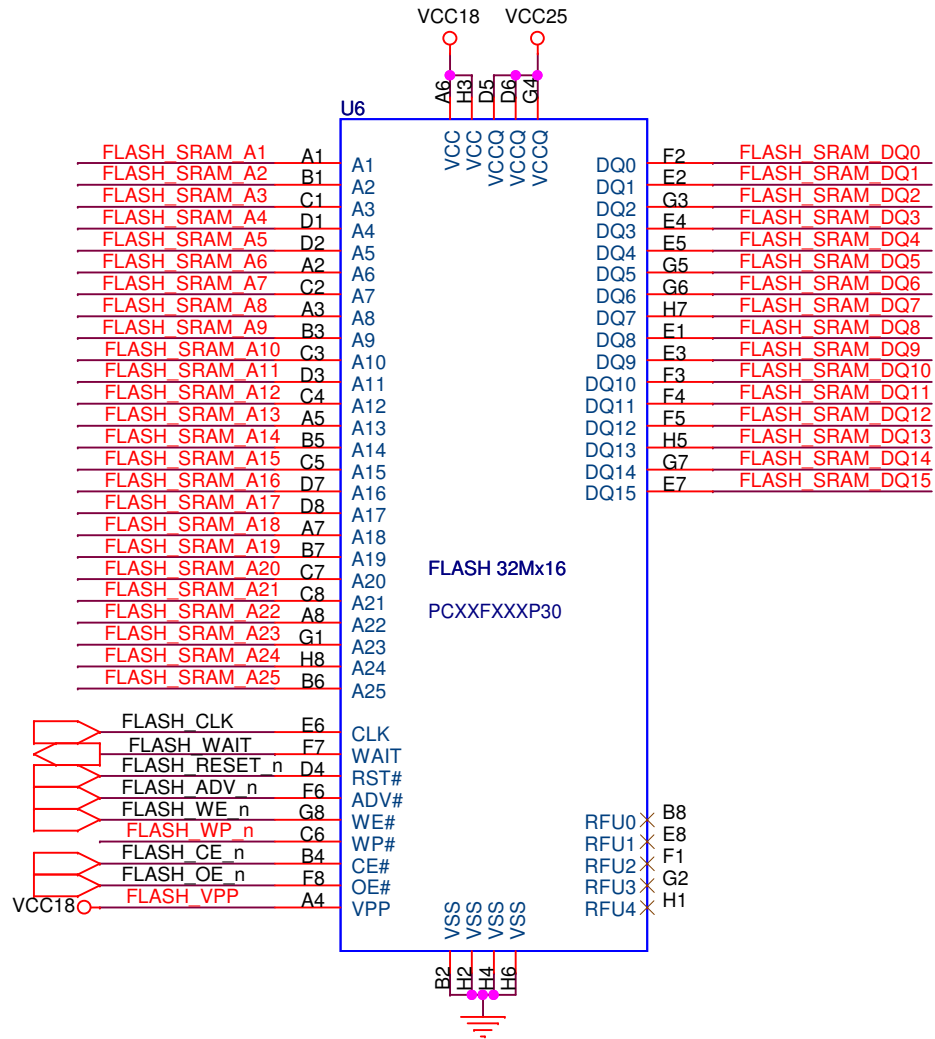 VCC18 VCC25
A6 H3 D5 D6 G4
U6
VCC VCC VCCQ VCCQ VCCQ
FLASH_SRAM_A1 A1 A1 DQ0 F2 FLASH_SRAM_DQ0
FLASH_SRAM_A2 B1 A2 DQ1 E2 FLASH_SRAM_DQ1
FLASH_SRAM_A3 C1 A3 DQ2 G3 FLASH_SRAM_DQ2
FLASH_SRAM_A4 D1 A4 DQ3 E4 FLASH_SRAM_DQ3
FLASH_SRAM_A5 D2 A5 DQ4 E5 FLASH_SRAM_DQ4
FLASH_SRAM_A6 A2 A6 DQ5 G5 FLASH_SRAM_DQ5
FLASH_SRAM_A7 C2 A7 DQ6 G6 FLASH_SRAM_DQ6
FLASH_SRAM_A8 A3 A8 DQ7 H7 FLASH_SRAM_DQ7
FLASH_SRAM_A9 B3 A9 DQ8 E1 FLASH_SRAM_DQ8
FLASH_SRAM_A10 C3 A10 DQ9 E3 FLASH_SRAM_DQ9
FLASH_SRAM_A11 D3 A11 DQ10 F3 FLASH_SRAM_DQ10
FLASH_SRAM_A12 C4 A12 DQ11 F4 FLASH_SRAM_DQ11
FLASH_SRAM_A13 A5 A13 DQ12 F5 FLASH_SRAM_DQ12
FLASH_SRAM_A14 B5 A14 DQ13 H5 FLASH_SRAM_DQ13
FLASH_SRAM_A15 C5 A15 DQ14 G7 FLASH_SRAM_DQ14
FLASH_SRAM_A16 D7 A16 DQ15 E7 FLASH_SRAM_DQ15
FLASH_SRAM_A17 D8 A17
FLASH_SRAM_A18 A7 A18
FLASH_SRAM_A19 B7 A19
FLASH_SRAM_A20 C7 A20 FLASH 32Mx16
FLASH_SRAM_A21 C8 A21
FLASH_SRAM_A22 A8 A22 PCXXFXXXP30
FLASH_SRAM_A23 G1 A23
FLASH_SRAM_A24 H8 A24
FLASH_SRAM_A25 B6 A25
FLASH_CLK E6 CLK
FLASH_WAIT F7 WAIT
FLASH_RESET_n D4 RST#
FLASH_ADV_n F6 ADV#
FLASH_WE_n G8 WE# RFU0 B8
FLASH_WP_n C6 WP# RFU1 E8
FLASH_CE_n B4 CE# RFU2 F1
FLASH_OE_n F8 OE# RFU3 G2
VCC18 FLASH_VPP A4 VPP RFU4 H1
VSS VSS VSS VSS
B2 H2 H4 H6